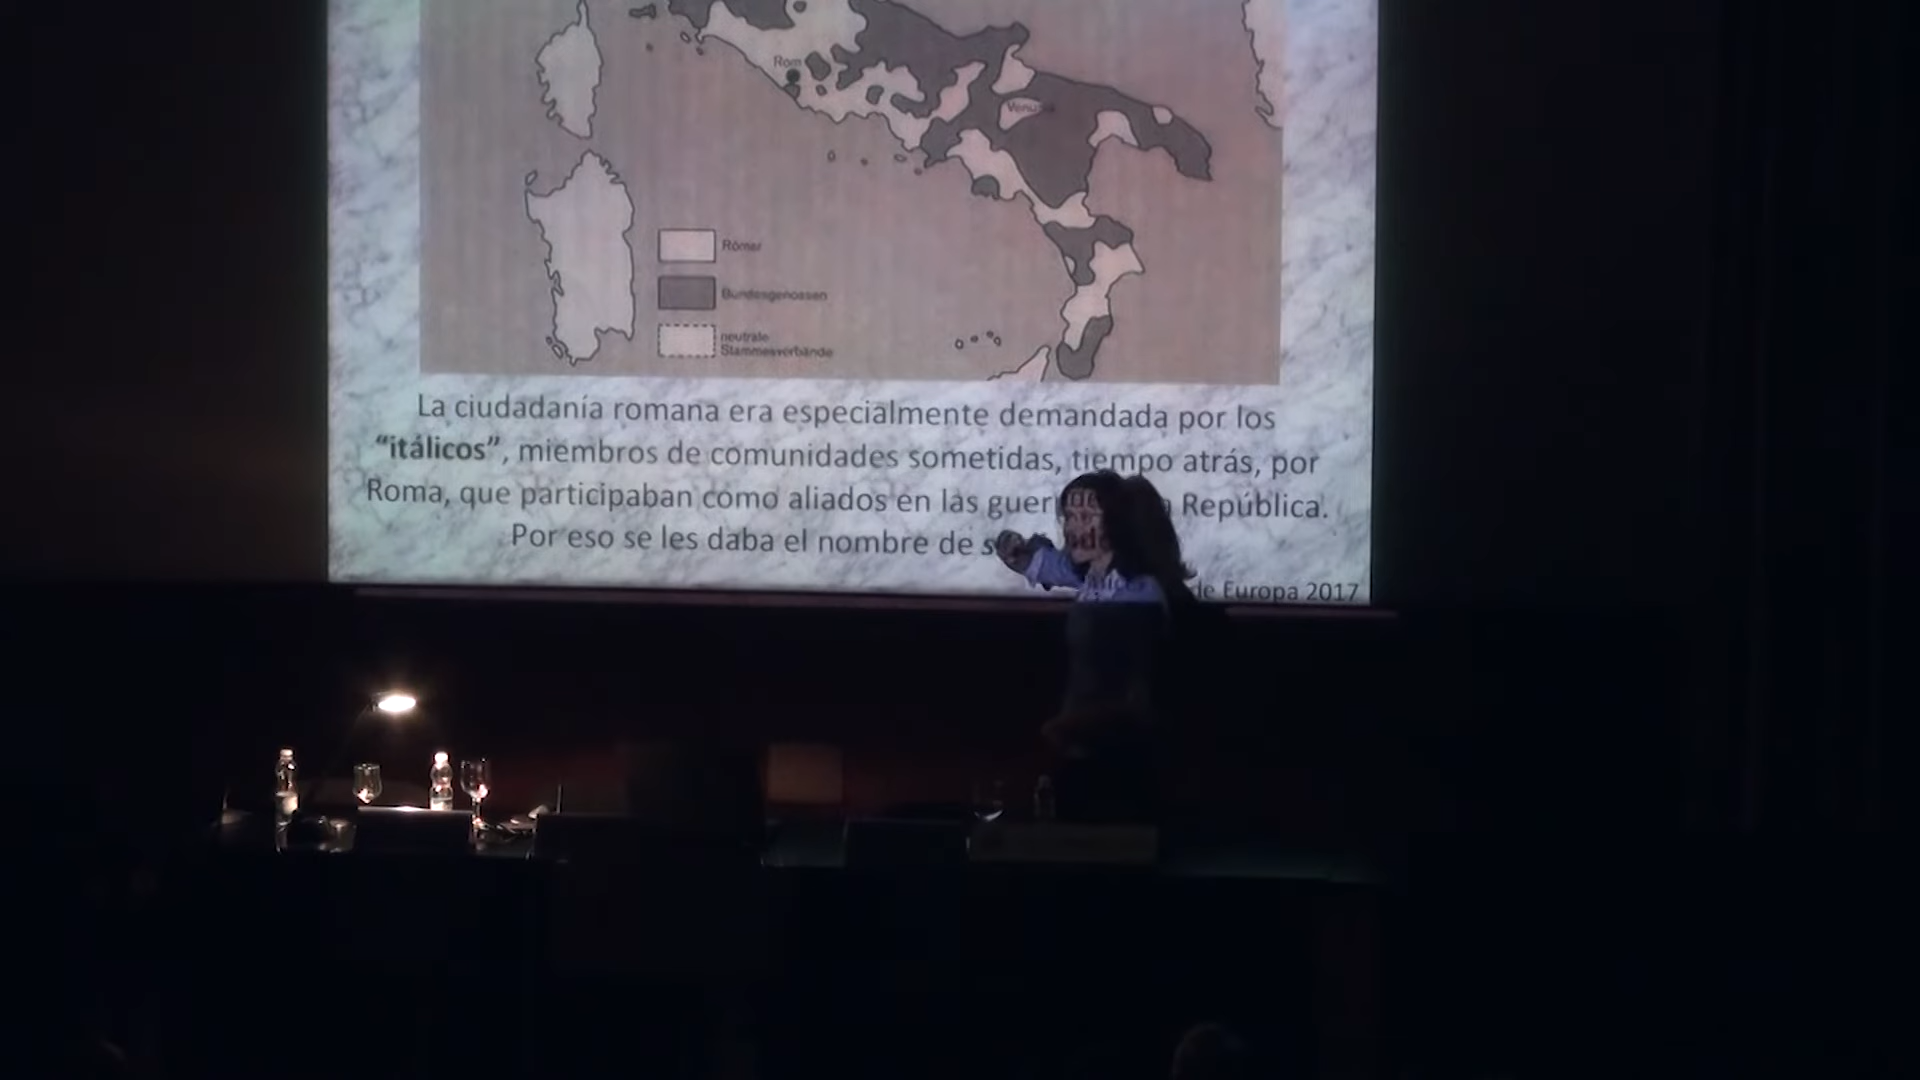 Rom
Römer
Bundesgenossen
neutrale
Stammesverbände
La ciudadanía romana era especialmente demandada por los
“itálicos”, miembros de comunidades sometidas, tiempo atrás, por
Roma, que participaban como aliados en las República.
Por eso se les daba el nombre de
de Europa 2017